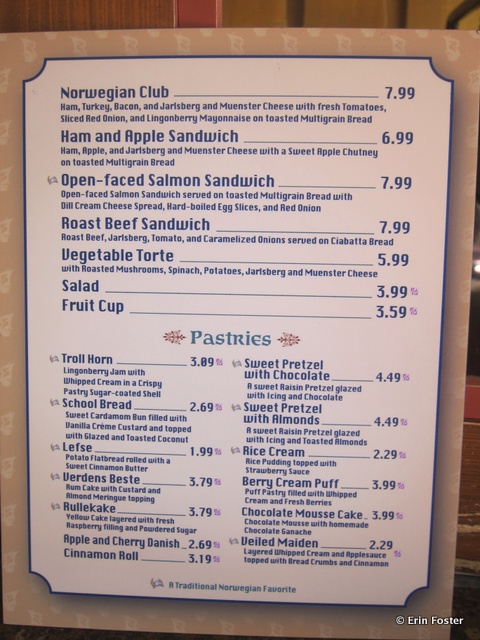 Norwegian Club 7.99
Ham, Turkey, Bacon, and Jarlsberg and Muenster Cheese with fresh Tomatoes,
Sliced Red Onion, and Lingonberry Mayonnaise on toasted Multigrain Bread
Ham and Apple Sandwich 6.99
Ham, Apple, and Jarlsberg and Muenster Cheese with a Sweet Apple Chutney
on toasted Multigrain Bread
Open-faced Salmon Sandwich 7.99
Open-faced Salmon Sandwich served on toasted Multigrain Bread with
Dill Cream Cheese Spread, Hard-boiled Egg Slices, and Red Onion
Roast Beef Sandwich 7.99
Roast Beef, Jarlsberg, Tomato, and Caramelized Onions served on Ciabatta Bread
Vegetable Torte 5.99
with Roasted Mushrooms, Spinach, Potatoes, Jarlsberg and Muenster Cheese
Salad 3.99
Fruit Cup 3.59
Pastries
Troll Horn 3.09
Lingonberry Jam with
Whipped Cream in a Crispy
Pastry Sugar-coated Shell
School Bread 2.69
Sweet Cardamom Bun filled with
Vanilla Crème Custard and topped
with Glazed and Toasted Coconut
Lefse 1.99
Potato Flatbread rolled with a
Sweet Cinnamon Butter
Verdens Beste 3.79
Rum Cake with Custard and
Almond Meringue topping
Rullekake 3.79
Yellow Cake layered with fresh
Raspberry filling and Powdered Sugar
Apple and Cherry Danish 2.69
Cinnamon Roll 3.19
Sweet Pretzel
with Chocolate 4.49
A sweet Raisin Pretzel glazed
with Icing and Chocolate
Sweet Pretzel
with Almonds 4.49
A sweet Raisin Pretzel glazed
with Icing and Toasted Almonds
Rice Cream 2.29
Rice Pudding topped with
Strawberry Sauce
Berry Cream Puff 3.99
Puff Pastry filled with Whipped
Cream and Fresh Berries
Chocolate Mousse Cake 3.99
Chocolate Mousse with homemade
Chocolate Ganache
Veiled Maiden 2.29
Layered Whipped Cream and Applesauce
topped with Bread Crumbs and Cinnamon
A Traditional Norwegian Favorite
© Erin Foster